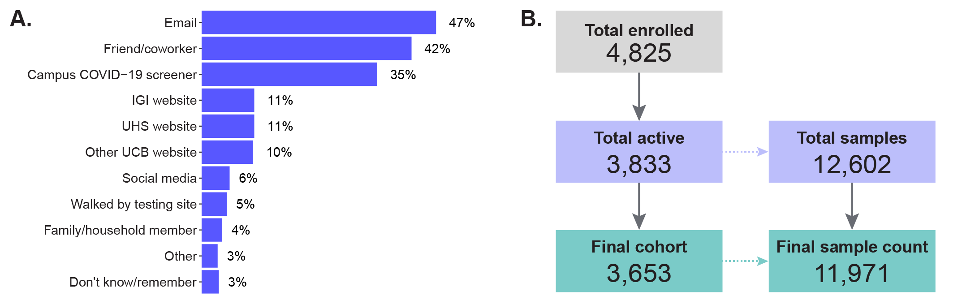 A.
Email 47%
Friend/coworker 42%
Campus COVID−19 screener 35%
IGI website 11%
UHS website 11%
Other UCB website 10%
Social media 6%
Walked by testing site 5%
Family/household member 4%
Other 3%
Don't know/remember 3%
B.
Total enrolled
4,825
Total active
3,833
Total samples
12,602
Final cohort
3,653
Final sample count
11,971